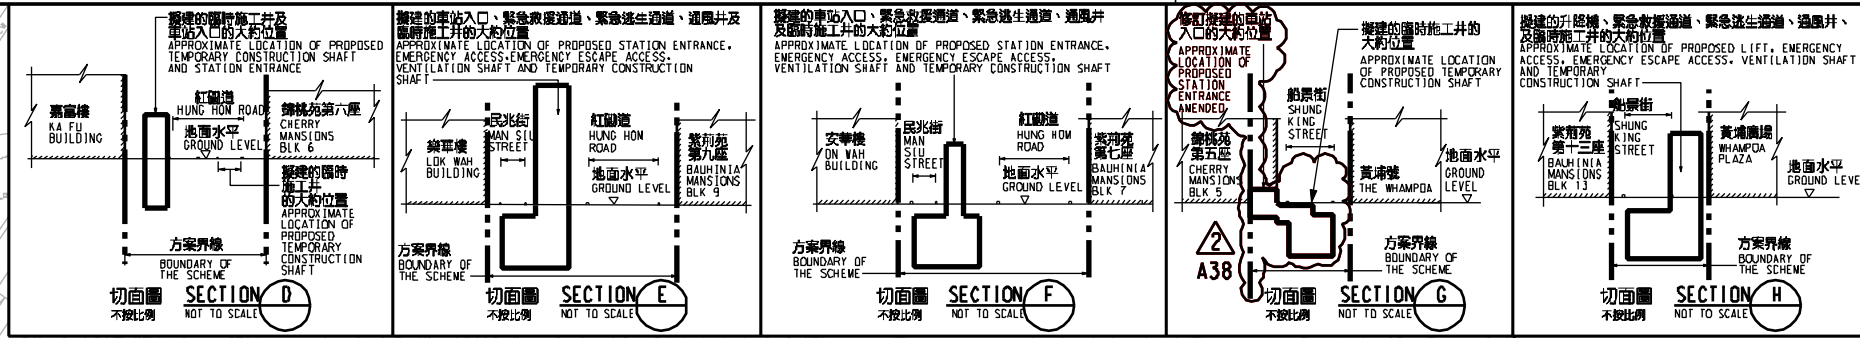 擬建的臨時施工井及
車站入口的大約位置
APPROXIMATE LOCATION OF PROPOSED
TEMPORARY CONSTRUCTION SHAFT
AND STATION ENTRANCE
嘉富樓
KA FU
BUILDING
紅磡道
HUNG HOM ROAD
地面水平
GROUND LEVEL
錦桃苑第六座
CHERRY
MANSIONS
BLK 6
擬建的臨時
施工井
的大約位置
APPROXIMATE
LOCATION OF
PROPOSED
TEMPORARY
CONSTRUCTION
SHAFT
方案界線
BOUNDARY OF
THE SCHEME
切面圖
不按比例
SECTION D
NOT TO SCALE
擬建的車站入口、緊急救援通道、緊急逃生通道、通風井及
臨時施工井的大約位置
APPROXIMATE LOCATION OF PROPOSED STATION ENTRANCE,
EMERGENCY ACCESS,EMERGENCY ESCAPE ACCESS,
VENTILATION SHAFT AND TEMPORARY CONSTRUCTION
SHAFT
樂華樓
LOK WAH
BUILDING
民兆街
MAN SIU
STREET
紅磡道
HUNG HOM
ROAD
地面水平
GROUND LEVEL
紫荊苑
第九座
BAUHINIA
MANSIONS
BLK 9
方案界線
BOUNDARY OF
THE SCHEME
切面圖
不按比例
SECTION E
NOT TO SCALE
擬建的車站入口、緊急救援通道、緊急逃生通道、通風井
及臨時施工井的大約位置
APPROXIMATE LOCATION OF PROPOSED STATION ENTRANCE,
EMERGENCY ACCESS, EMERGENCY ESCAPE ACCESS,
VENTILATION SHAFT AND TEMPORARY CONSTRUCTION SHAFT
安華樓
ON WAH
BUILDING
民兆街
MAN
SIU
STREET
紅磡道
HUNG HOM
ROAD
地面水平
GROUND LEVEL
紫荊苑
第七座
BAUHINIA
MANSIONS
BLK 7
方案界線
BOUNDARY OF
THE SCHEME
切面圖
不按比例
SECTION F
NOT TO SCALE
修訂擬建的車站
入口的大約位置
APPROXIMATE
LOCATION OF
PROPOSED
STATION
ENTRANCE
AMENDED
擬建的臨時施工井的
大約位置
APPROXIMATE LOCATION
OF PROPOSED TEMPORARY
CONSTRUCTION SHAFT
船景街
SHUNG
KING
STREET
錦桃苑
第五座
CHERRY
MANSIONS
BLK 5
黃埔號
THE WHAMPOA
地面水平
GROUND
LEVEL
2
A38
方案界線
BOUNDARY OF
THE SCHEME
切面圖
不按比例
SECTION G
NOT TO SCALE
擬建的升降機、緊急救援通道、緊急逃生通道、通風井、
及臨時施工井的大約位置
APPROXIMATE LOCATION OF PROPOSED LIFT, EMERGENCY
ACCESS, EMERGENCY ESCAPE ACCESS, VENTILATION SHAFT
AND TEMPORARY
CONSTRUCTION SHAFT
船景街
SHUNG
KING
STREET
紫荊苑
第十三座
BAUHINIA
MANSIONS
BLK 13
黃埔廣場
WHAMPOA
PLAZA
地面水平
GROUND LEVE
方案界線
BOUNDARY OF
THE SCHEME
切面圖
不按比例
SECTION H
NOT TO SCALE